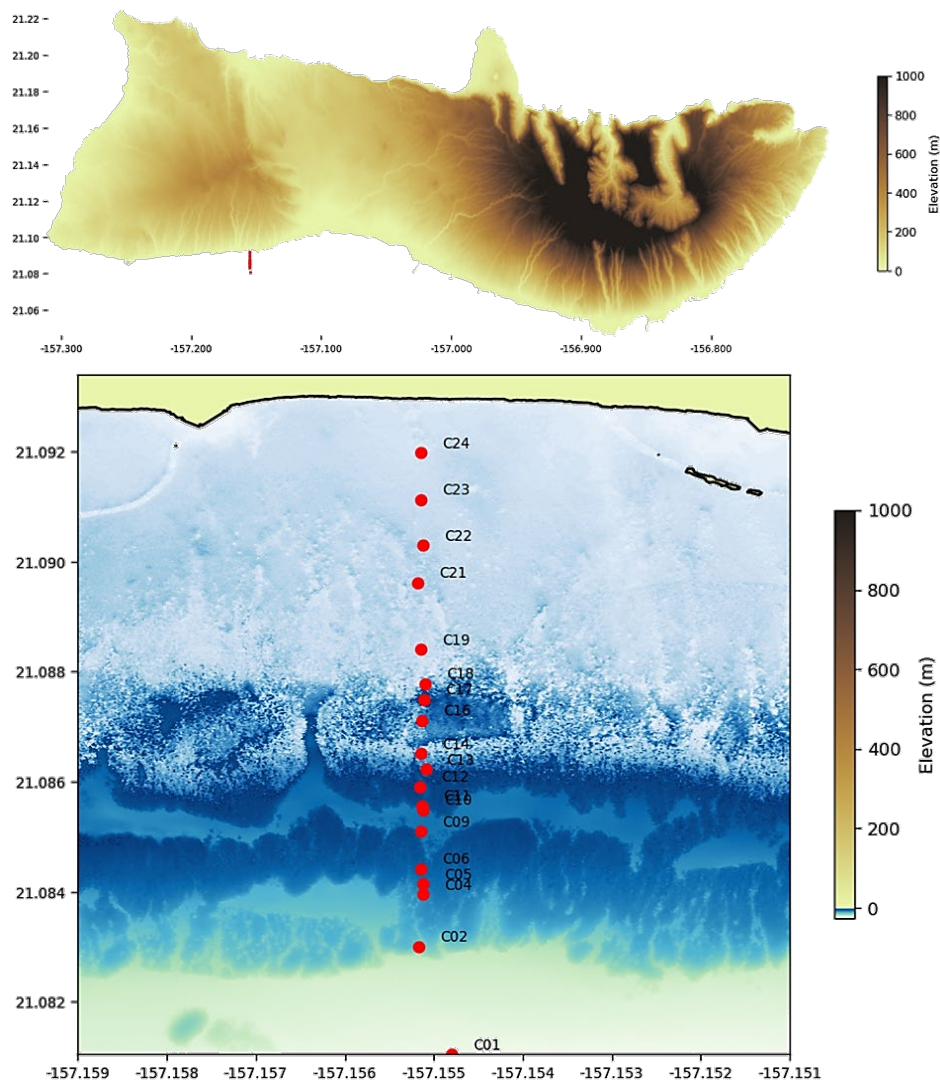 21.22
21.20
21.18
21.16
21.14
21.12
21.10
21.08
21.06
-157.300 -157.200 -157.100 -157.000 -156.900 -156.800
1000
800
600
400
200
0
Elevation (m)
21.092
21.090
21.088
21.086
21.084
21.082
C24
C23
C22
C21
C19
C18
C17
C16
C14
C13
C12
C11
C10
C09
C06
C05
C04
C02
C01
-157.159 -157.158 -157.157 -157.156 -157.155 -157.154 -157.153 -157.152 -157.151
1000
800
600
400
200
0
Elevation (m)